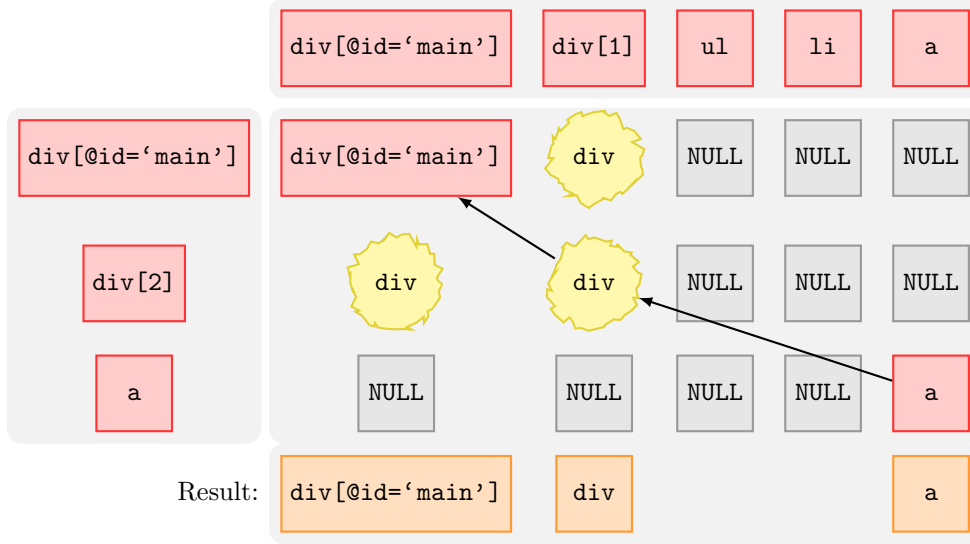 div[@id=‘main’] div[1] ul li a
div[@id=‘main’] div[@id=‘main’] div NULL NULL NULL
div[2] div div NULL NULL NULL
a NULL NULL NULL NULL a
Result: div[@id=‘main’] div a